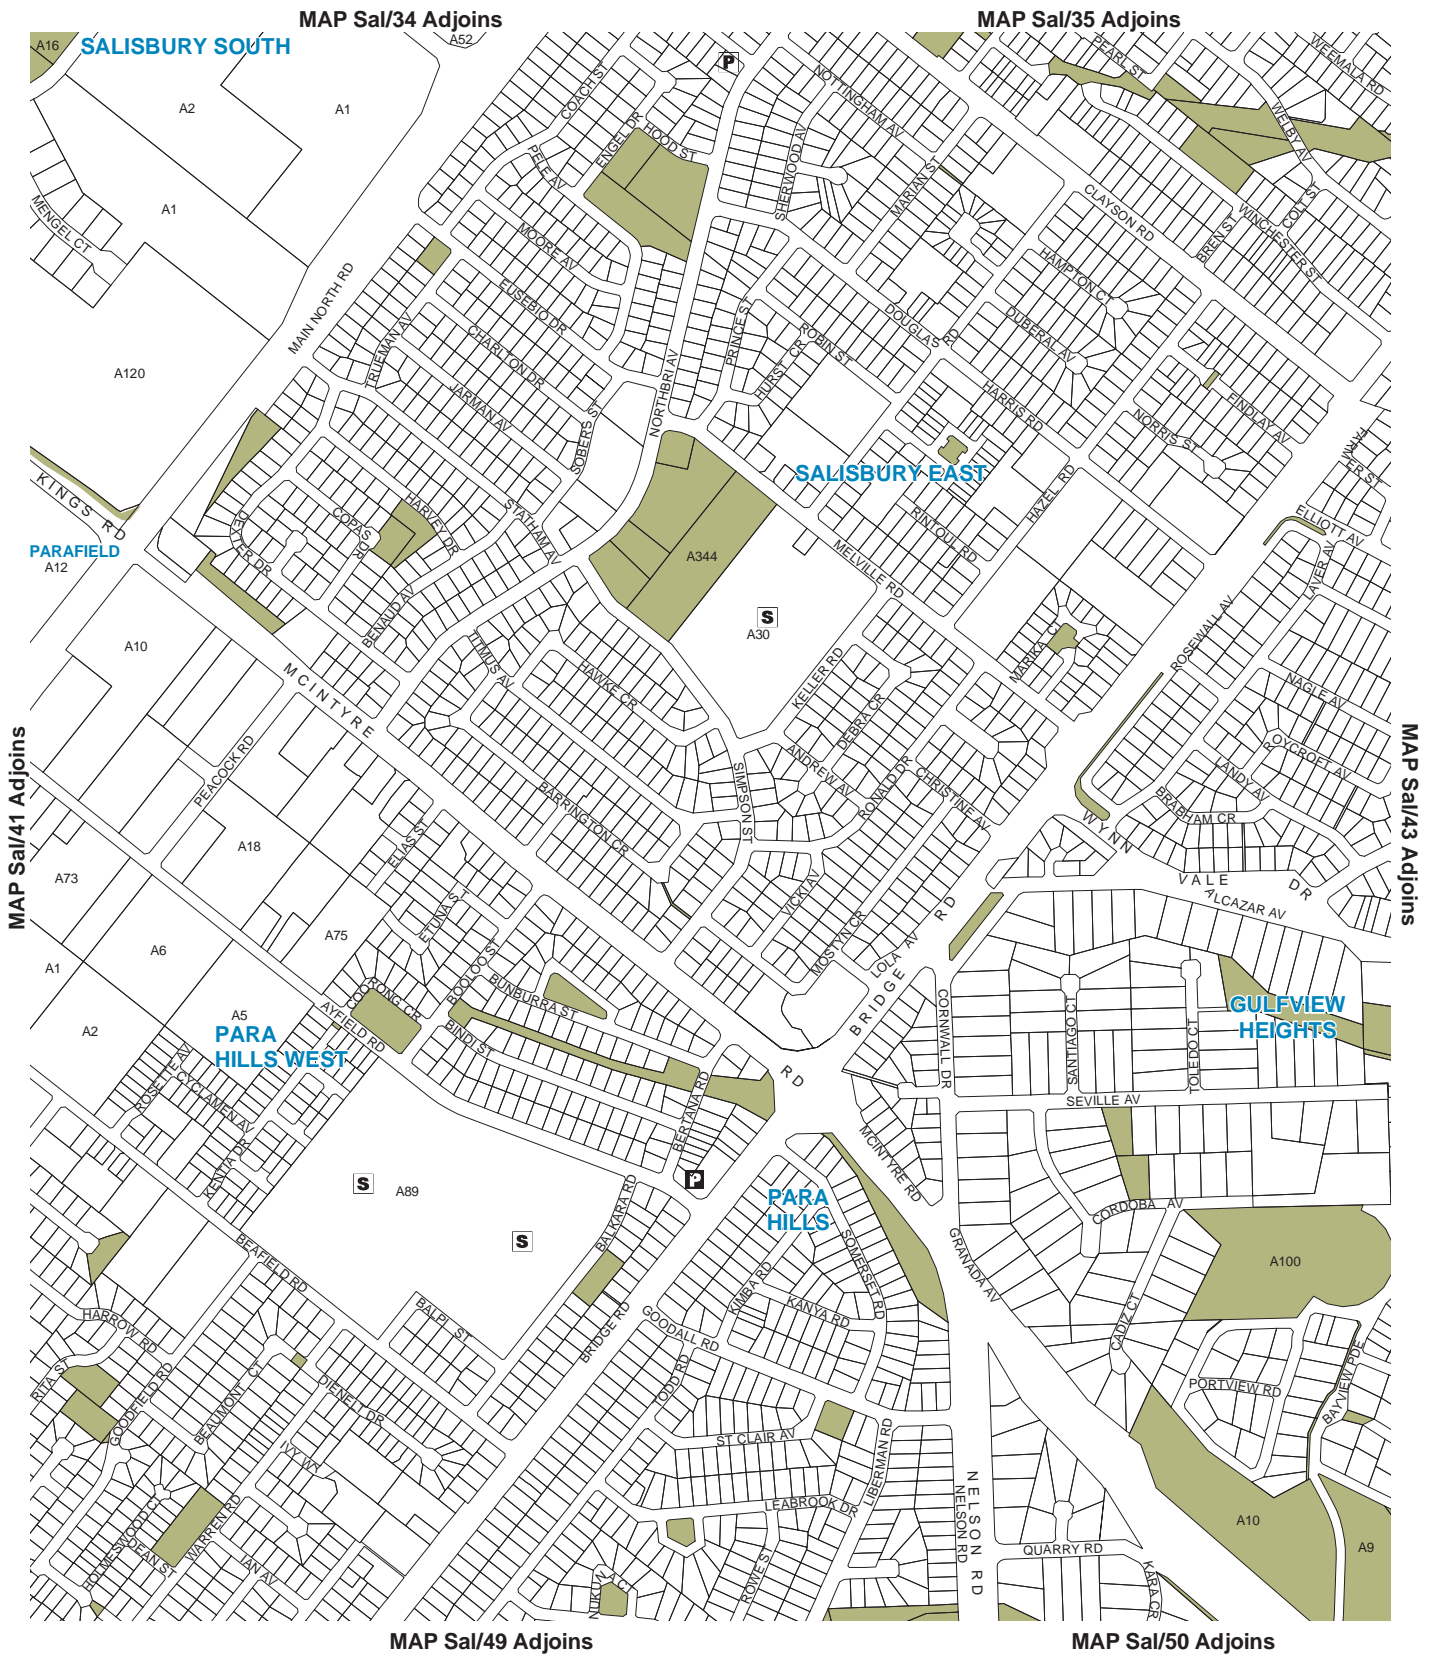 MAP Sal/34 Adjoins
MAP Sal/35 Adjoins
A16
SALISBURY SOUTH
A52
P
PEARL ST
WEEMALA RD
A2
A1
COACH ST
NOTTINGHAM AV
ENGEL DR
HOOD ST
SHERWOOD AV
WELBY AV
PELE AV
MARIAN ST
A1
MENGEL CT
CLAYSON RD
COLT ST
WINCHESTER ST
BREN ST
MOORE AV
HAMPTON CT
MAIN NORTH RD
EUSEBIO DR
PRINCE ST
DOUGLAS RD
DUBERAL AV
TRUEMAN AV
CHARLTON DR
ROBIN ST
HURST CR
A120
JARMAN AV
NORTHBRI AV
HARRIS RD
FINDLAY AV
NORRIS ST
SOBERS ST
FARMER ST
SALISBURY EAST
KINGS RD
DEXTER DR
COPAS DR
HARVEY DR
STATHAM AV
RINTOUL RD
HAZEL RD
ELLIOTT AV
PARAFIELD
A12
A344
MELVILLE RD
LAVER AV
BENAUD AV
S
A30
ROSEWALL AV
A10
TITMUS AV
HAWKE CR
KELLER RD
MARIKA CT
MCINTYRE
DEBRA CR
NAGLE AV
PEACOCK RD
ANDREW AV
ROYCROFT AV
SIMPSON ST
RONALD DR
CHRISTINE AV
LANDY AV
BARRINGTON CR
BRABHAM CR
MAP Sal/41 Adjoins
MAP Sal/43 Adjoins
ELIAS ST
WYNN
VALE
DR
A18
A73
VICKI AV
ALCAZAR AV
ETUNA ST
A75
A6
MOSTYN CR
LOLA AV
BRIDGE RD
A1
BOOLOO ST
BUNBURRA ST
COORONG CR
CORNWALL DR
SANTIAGO CT
TOLEDO CT
GULFVIEW
HEIGHTS
A5
A2
AYFIELD RD
BINDI ST
PARA
HILLS WEST
ROSETTE AV
CYCLAMEN AV
RD
BERTANA RD
SEVILLE AV
KENTIA DR
MCINTYRE RD
S
A89
P
PARA
HILLS
BALKARA RD
CORDOBA AV
S
BEAFIELD RD
SOMERSET RD
GRANADA AV
A100
KIMBA RD
KANYA RD
HARROW RD
BALPI ST
BRIDGE RD
GOODALL RD
CADIZ CT
RITA ST
GOODFIELD RD
BEAUMONT CT
DIENELT DR
TODD RD
PORTVIEW RD
BAYVIEW PDE
IVY WY
ST CLAIR AV
LIBERMAN RD
HOLMESWOOD CT
WARREN RD
LEABROOK DR
NELSON RD
NELSON RD
A10
DEAN ST
IAN AV
ROWE ST
NUKUN CT
QUARRY RD
KARA CR
A9
MAP Sal/49 Adjoins
MAP Sal/50 Adjoins